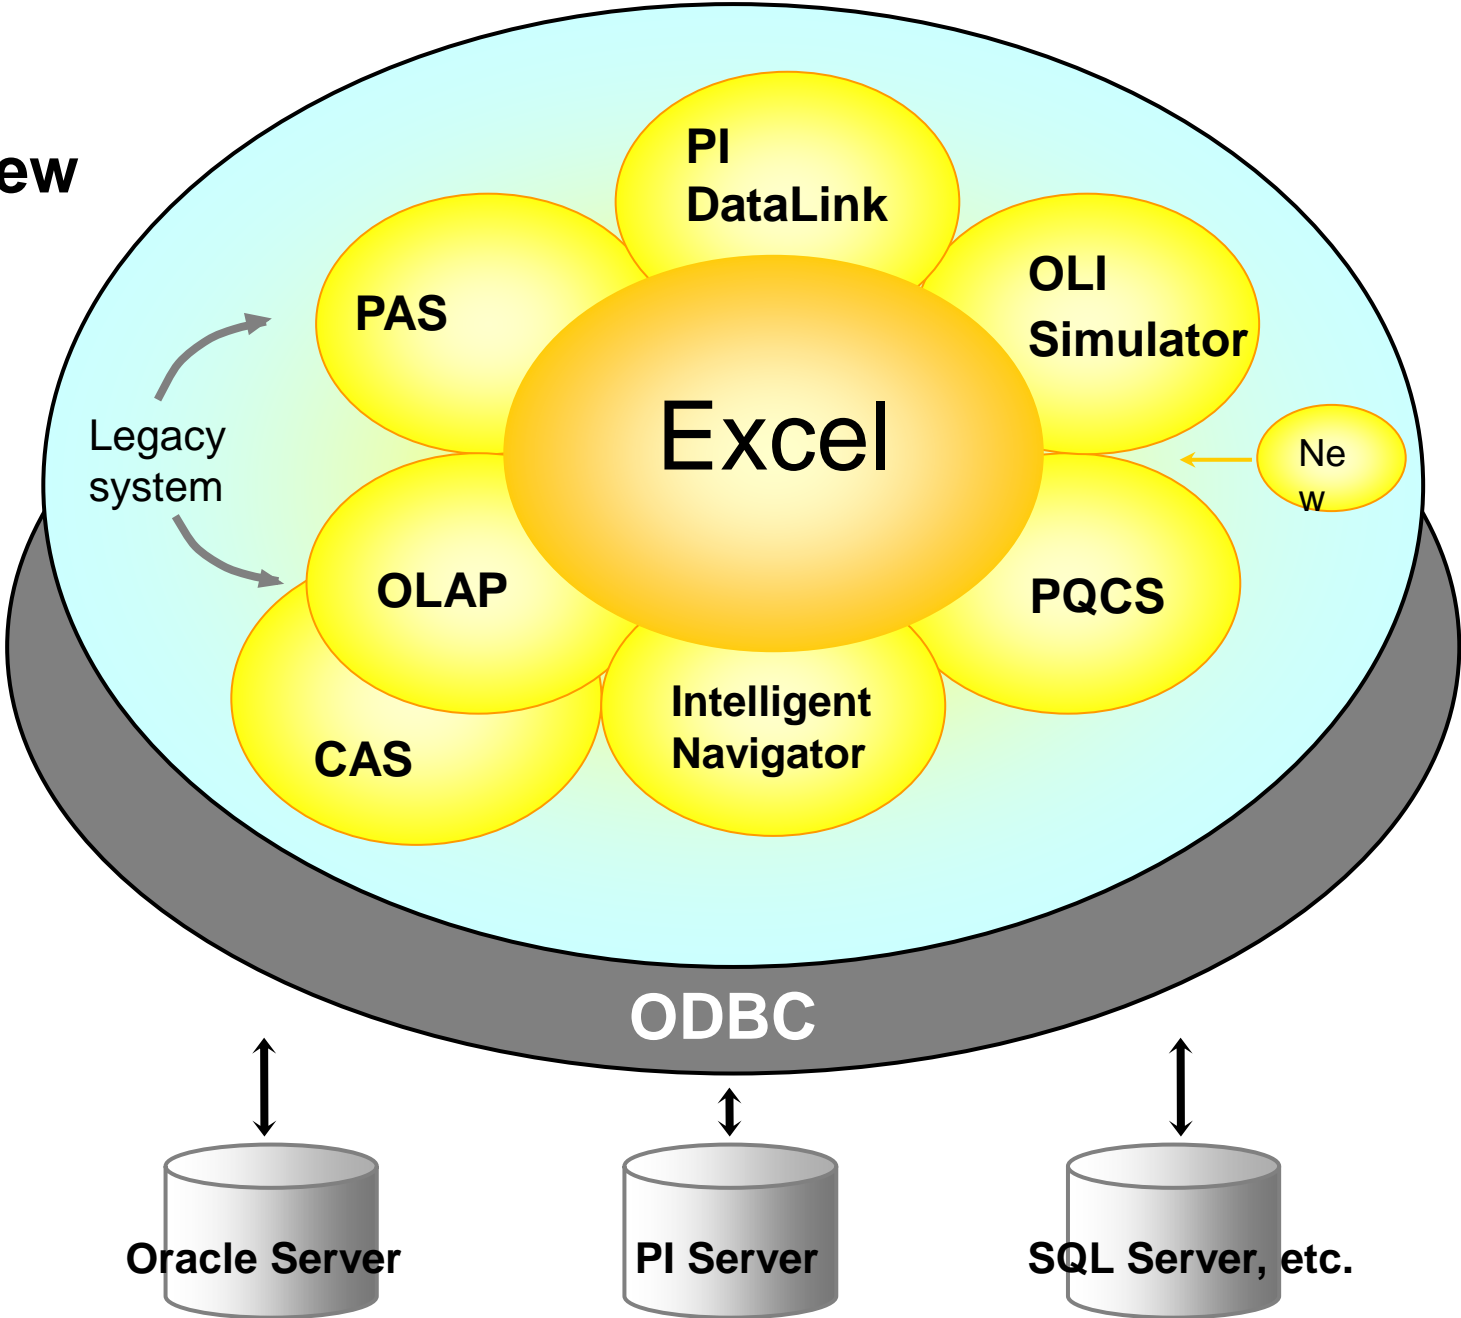 ew
PI
DataLink
PAS
OLI
Simulator
Excel
Legacy
system
Ne
w
OLAP
PQCS
Intelligent
Navigator
CAS
ODBC
Oracle Server
PI Server
SQL Server, etc.